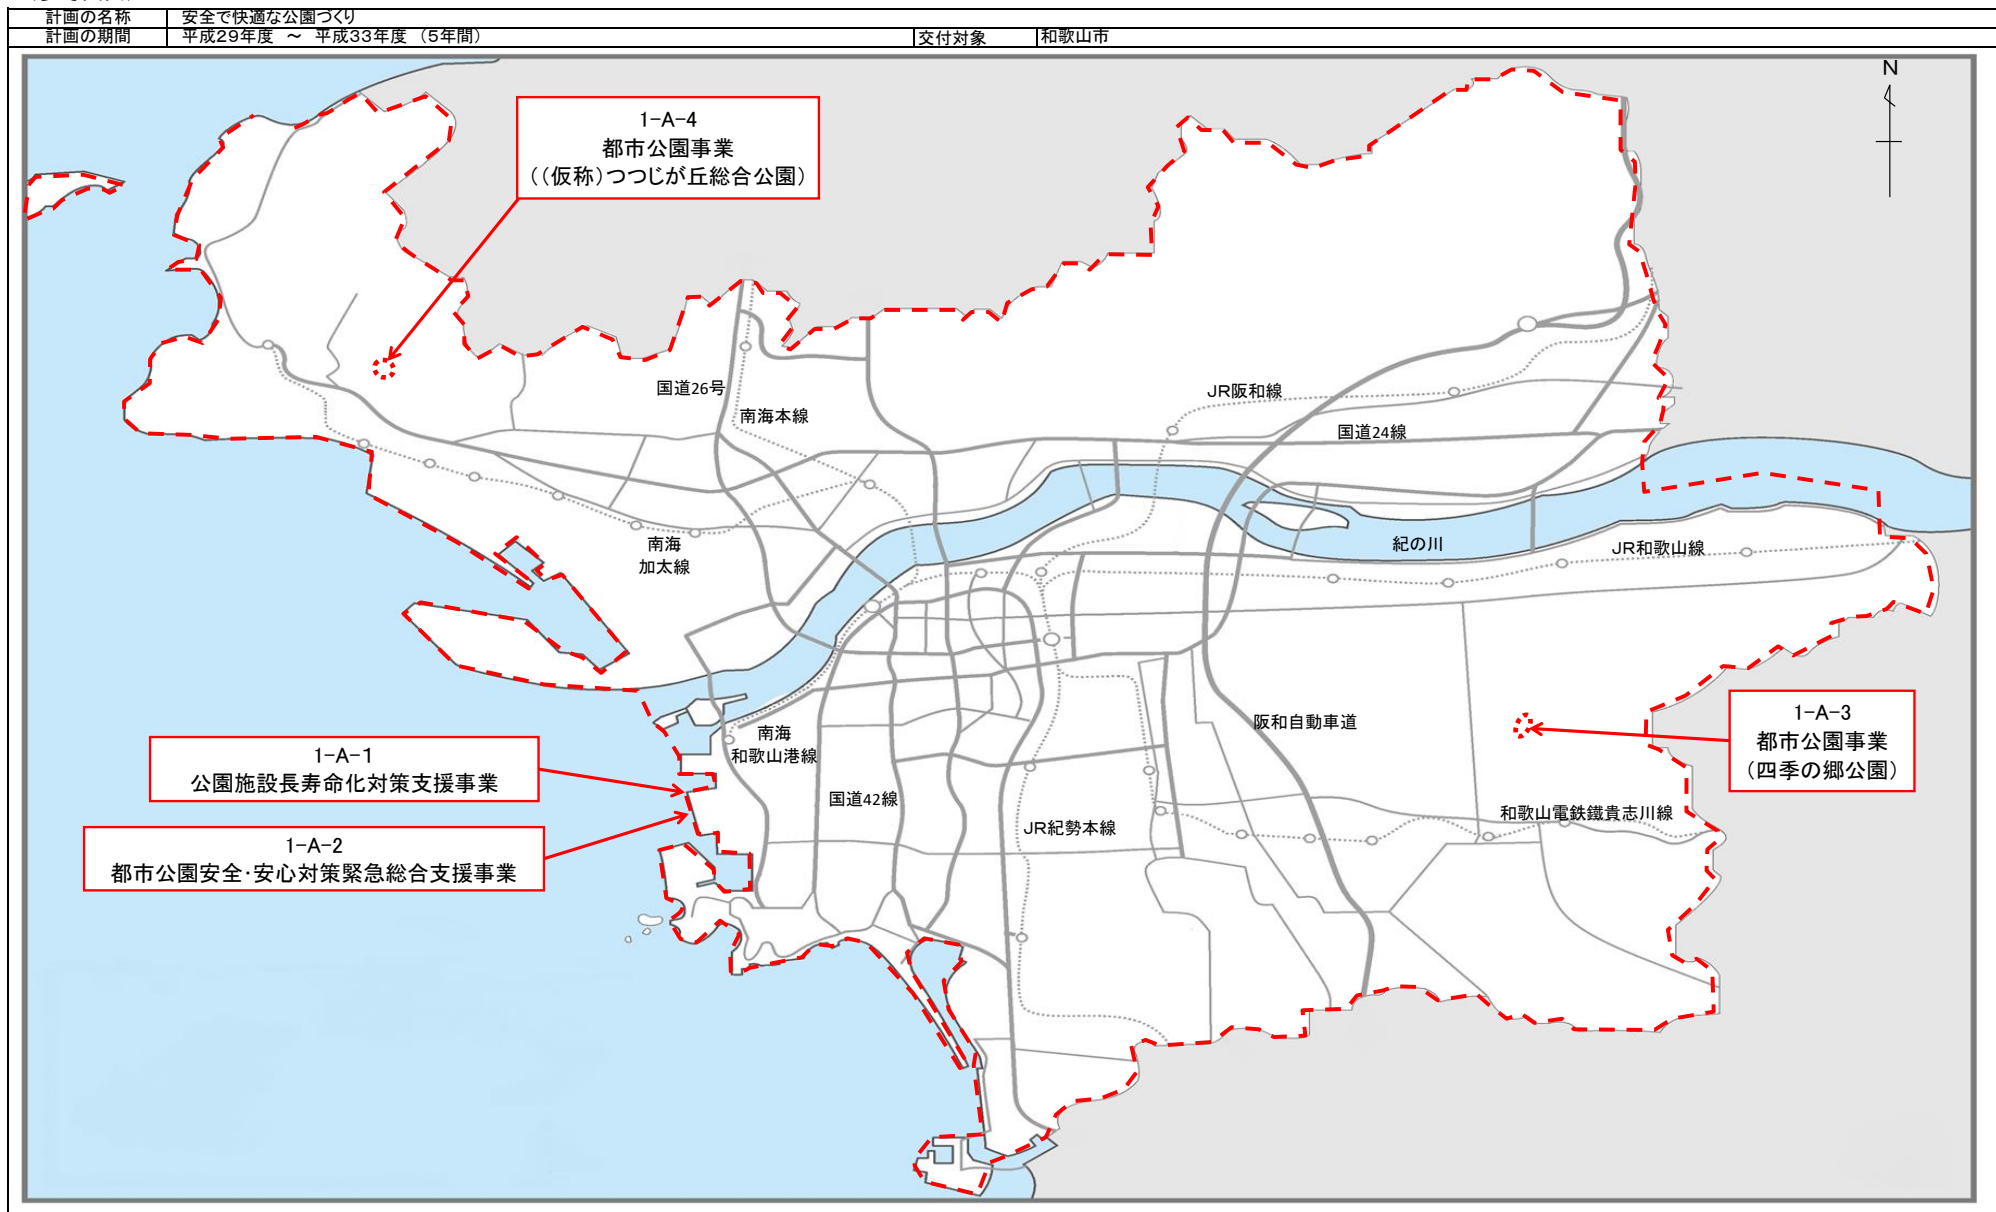 計画の名称 安全で快適な公園づくり
計画の期間 平成29年度 ～ 平成33年度 (5年間) 交付対象 和歌山市
N
1-A-4
都市公園事業
((仮称)つつじが丘総合公園)
国道26号
南海本線
JR阪和線
国道24線
南海
加太線
紀の川
JR和歌山線
1-A-3
都市公園事業
(四季の郷公園)
阪和自動車道
南海
和歌山港線
1-A-1
公園施設長寿命化対策支援事業
国道42線
和歌山電鉄鐵貴志川線
JR紀勢本線
1-A-2
都市公園安全･安心対策緊急総合支援事業